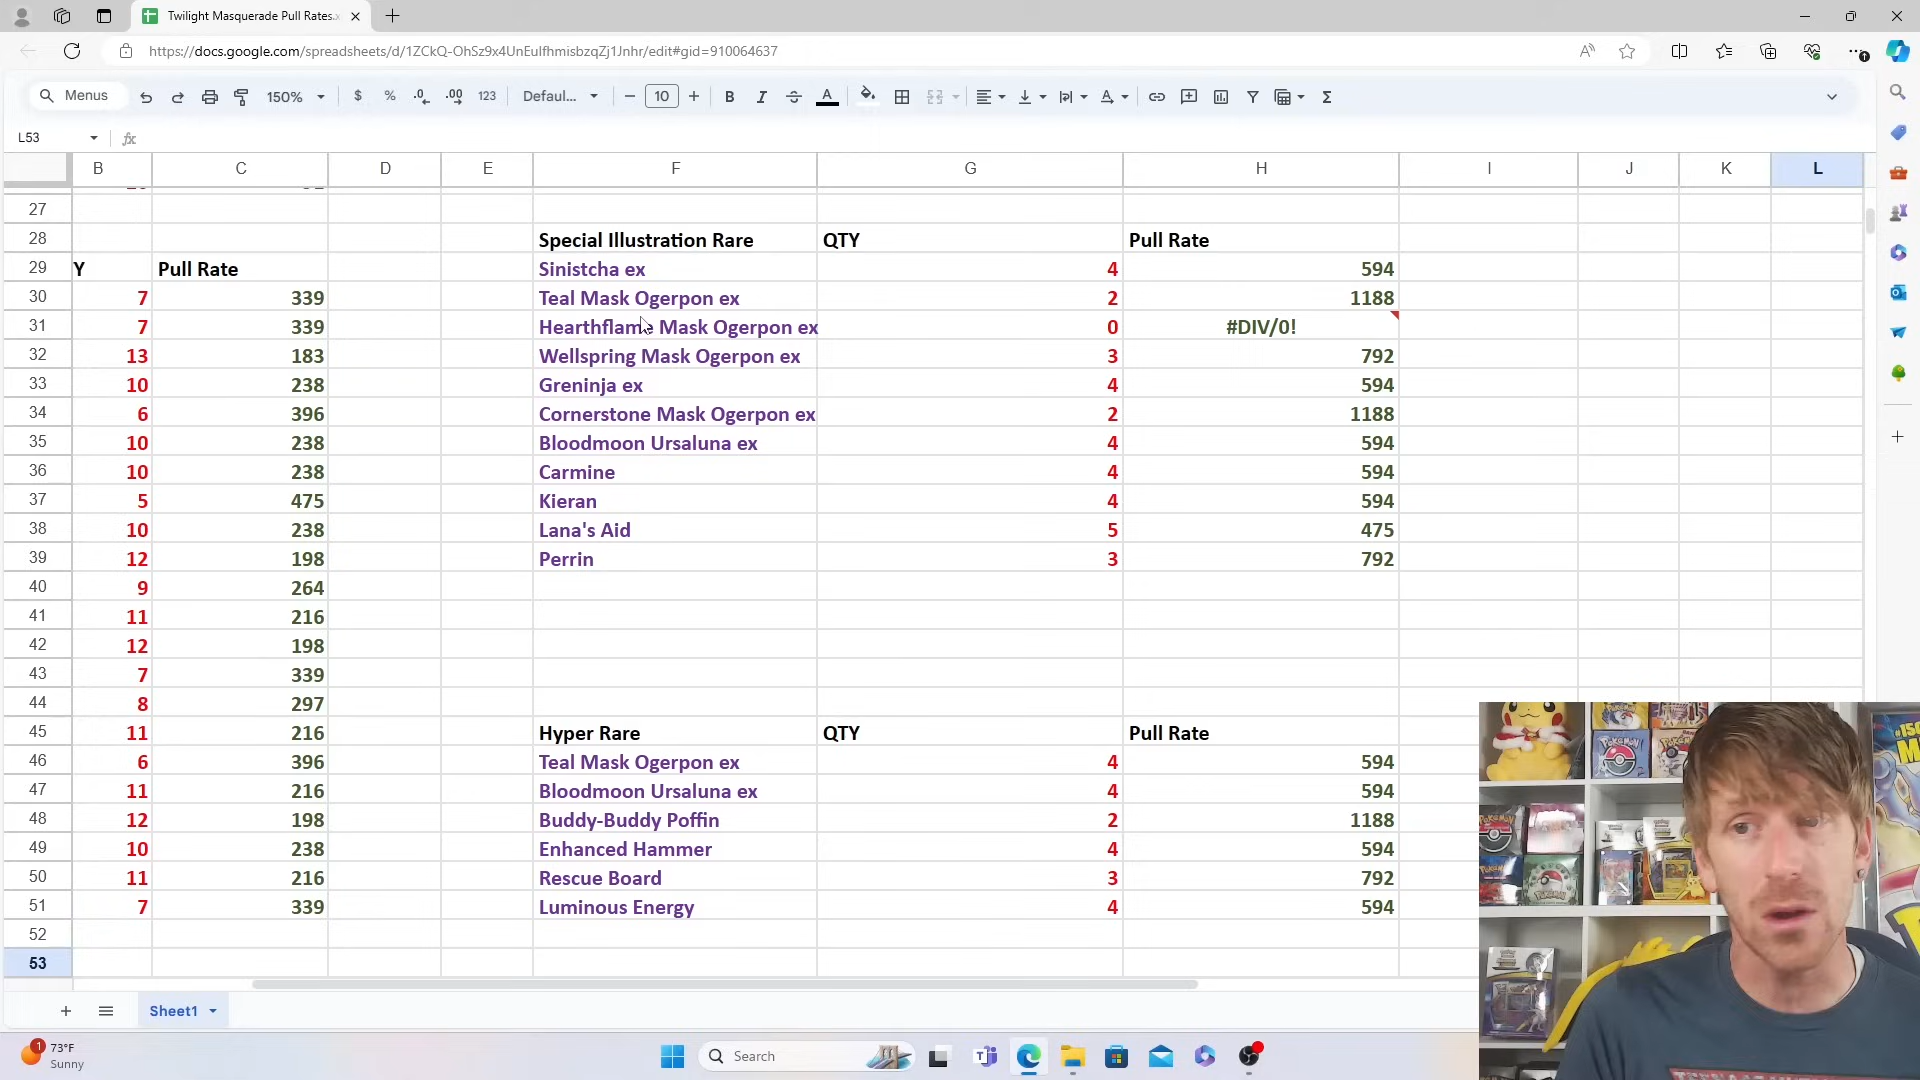 Twilight Masquerade Pull Rates.x
https://docs.google.com/spreadsheets/d/1ZCkQ-OhSz9x4UnEuIfhmisbzqZj1Jnhr/edit#gid=910064637
Menus 150% $ % .0 .00 123 Defaul... − 10 + B I A Σ
L53 fx
B C D E F G H I J K L
27
28 Special Illustration Rare QTY Pull Rate
29 Y Pull Rate Sinistcha ex 4 594
30 7 339 Teal Mask Ogerpon ex 2 1188
31 7 339 Hearthflame Mask Ogerpon ex 0 #DIV/0!
32 13 183 Wellspring Mask Ogerpon ex 3 792
33 10 238 Greninja ex 4 594
34 6 396 Cornerstone Mask Ogerpon ex 2 1188
35 10 238 Bloodmoon Ursaluna ex 4 594
36 10 238 Carmine 4 594
37 5 475 Kieran 4 594
38 10 238 Lana's Aid 5 475
39 12 198 Perrin 3 792
40 9 264
41 11 216
42 12 198
43 7 339
44 8 297
45 11 216 Hyper Rare QTY Pull Rate
46 6 396 Teal Mask Ogerpon ex 4 594
47 11 216 Bloodmoon Ursaluna ex 4 594
48 12 198 Buddy-Buddy Poffin 2 1188
49 10 238 Enhanced Hammer 4 594
50 11 216 Rescue Board 3 792
51 7 339 Luminous Energy 4 594
52
53
+ Sheet1
1 73°F
Sunny
Search